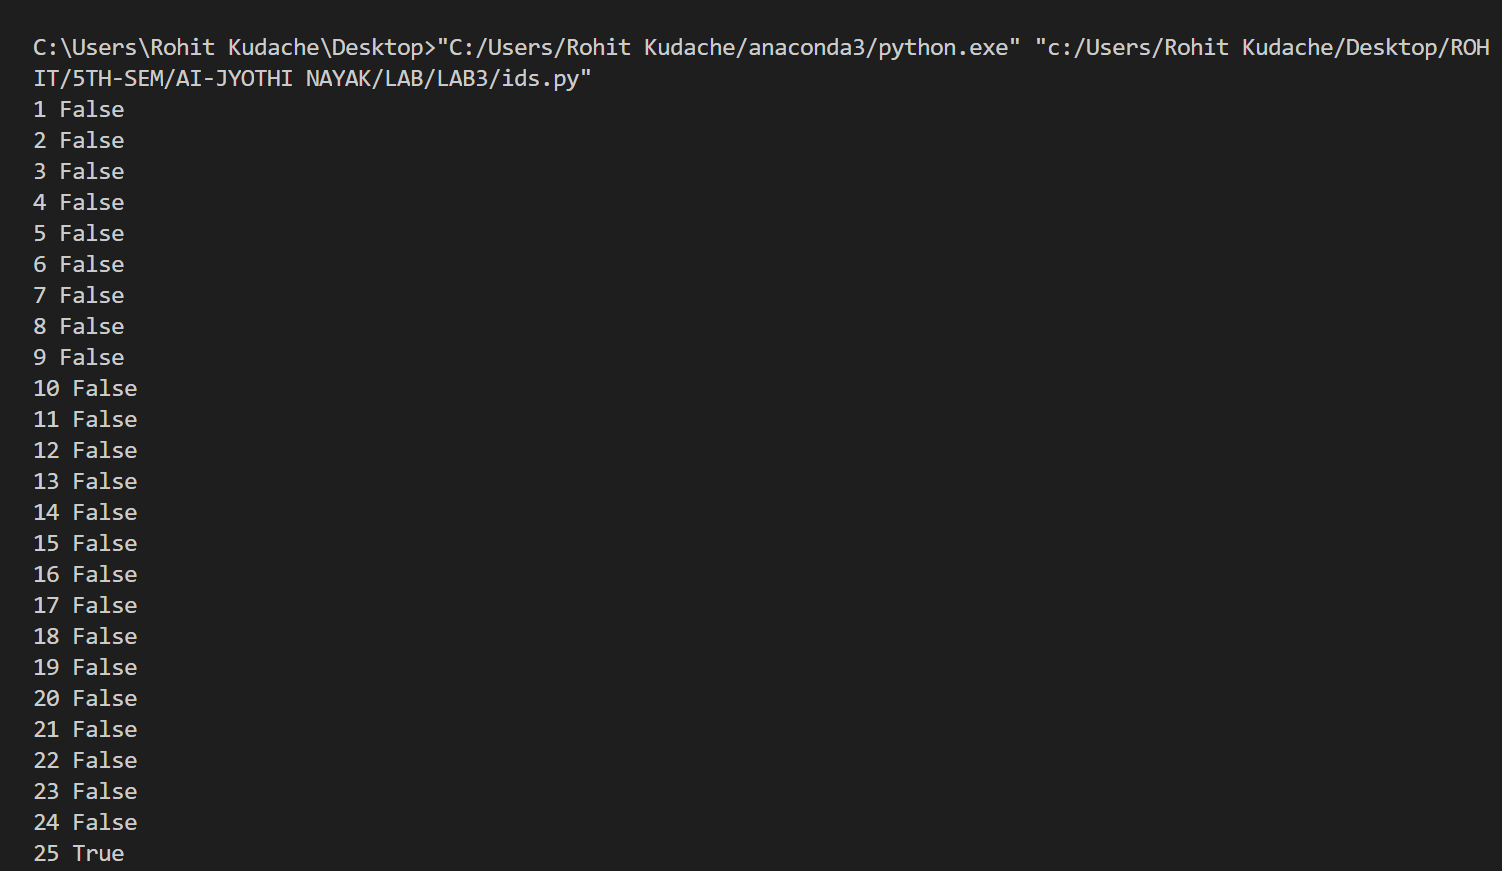 C:\Users\Rohit Kudache\Desktop>"C:/Users/Rohit Kudache/anaconda3/python.exe" "c:/Users/Rohit Kudache/Desktop/ROH
IT/5TH-SEM/AI-JYOTHI NAYAK/LAB/LAB3/ids.py"
1 False
2 False
3 False
4 False
5 False
6 False
7 False
8 False
9 False
10 False
11 False
12 False
13 False
14 False
15 False
16 False
17 False
18 False
19 False
20 False
21 False
22 False
23 False
24 False
25 True